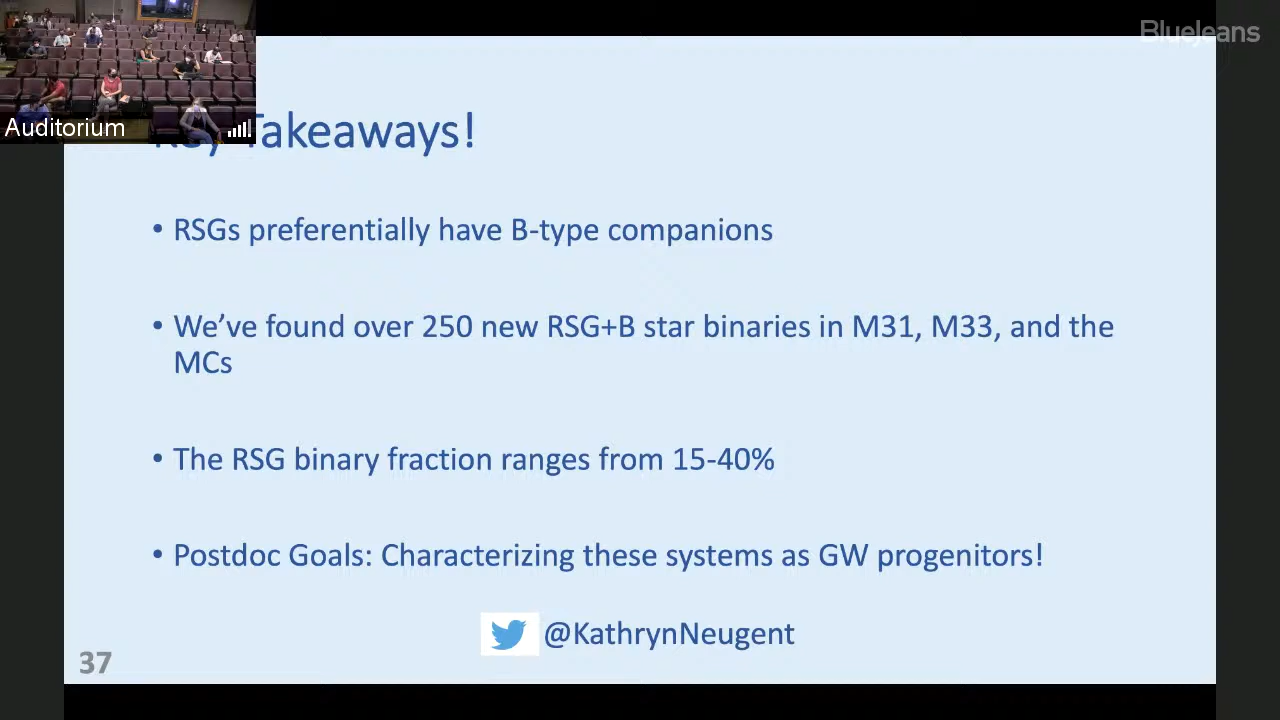 BlueJeans
Auditorium
Key Takeaways!
• RSGs preferentially have B-type companions
• We’ve found over 250 new RSG+B star binaries in M31, M33, and the
MCs
• The RSG binary fraction ranges from 15-40%
• Postdoc Goals: Characterizing these systems as GW progenitors!
@KathrynNeugent
37